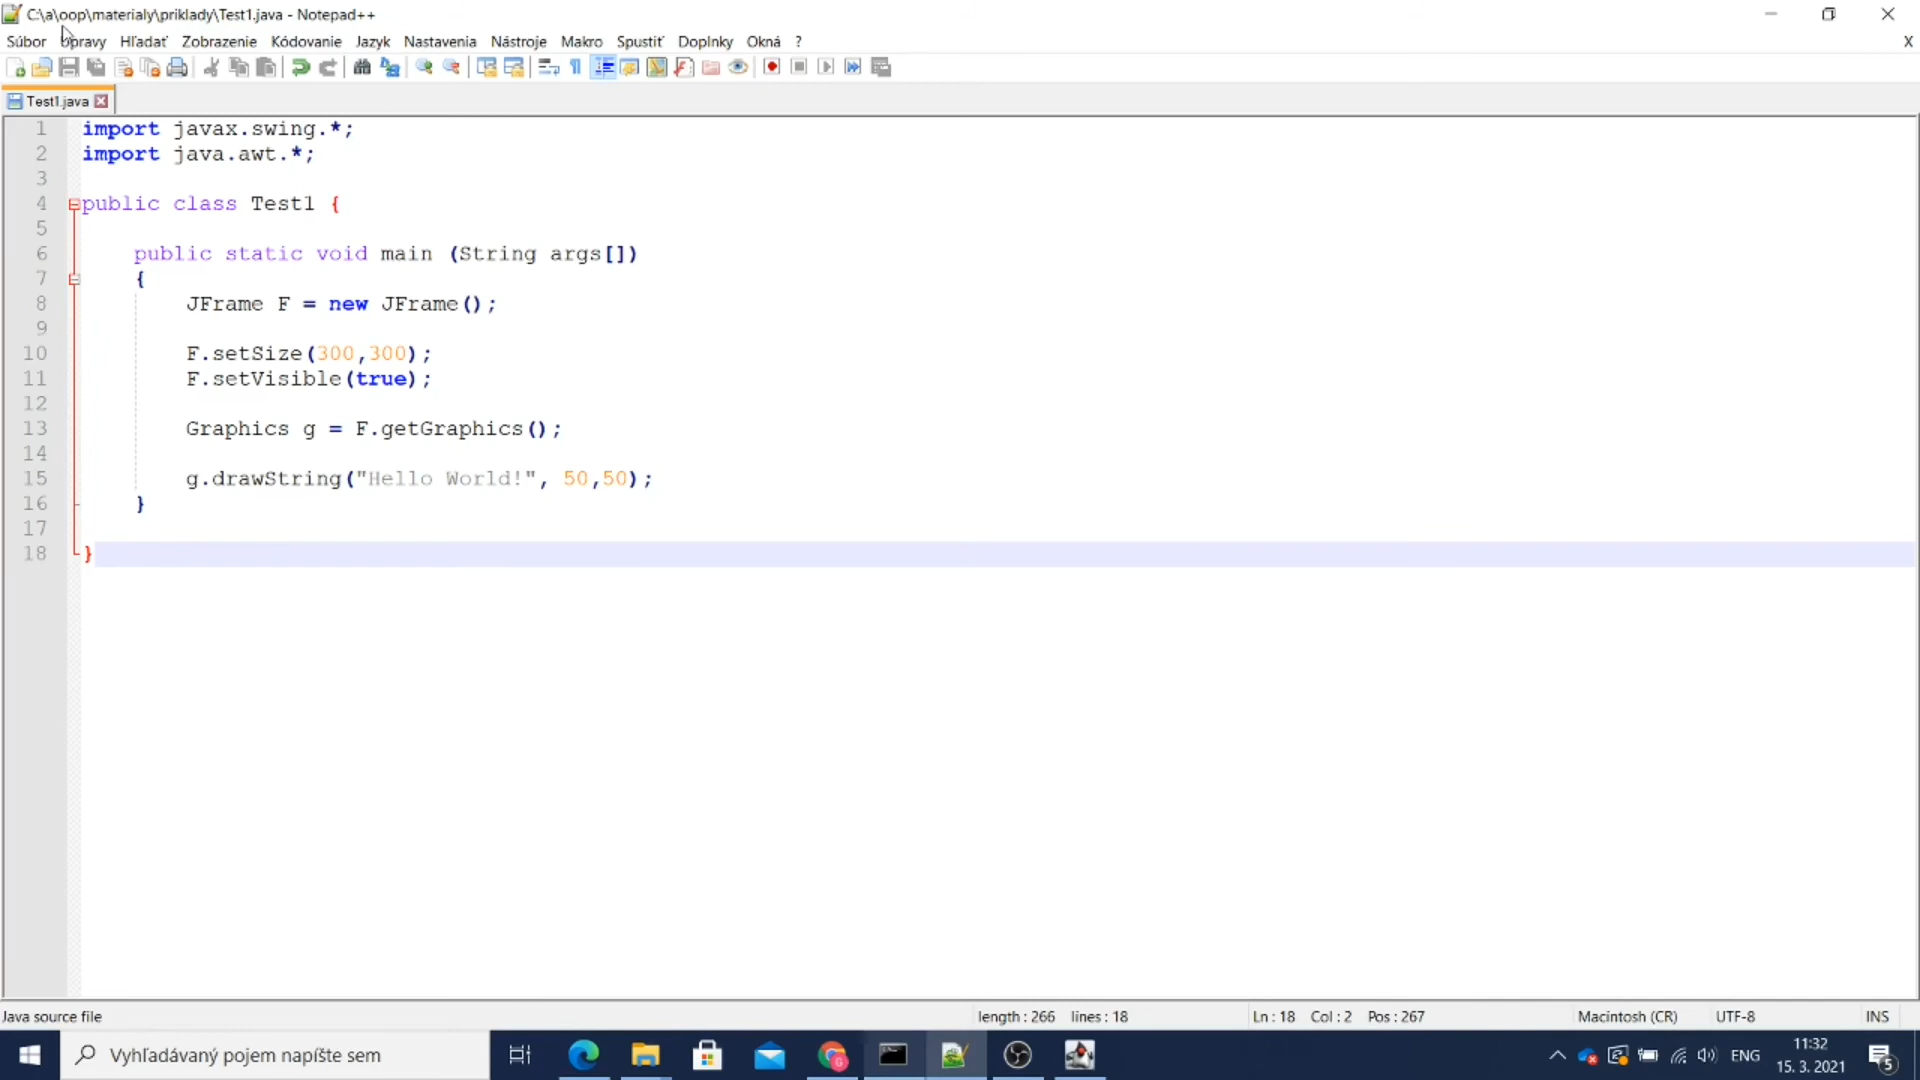 C:\a\oop\materialy\priklady\Test1.java - Notepad++
Súbor Úpravy Hľadať Zobrazenie Kódovanie Jazyk Nastavenia Nástroje Makro Spustiť Doplnky Okná ? X
Test1.java
1 import javax.swing.*;
2 import java.awt.*;
3
4 public class Test1 {
5
6 public static void main (String args[])
7 {
8 JFrame F = new JFrame();
9
10 F.setSize(300,300);
11 F.setVisible(true);
12
13 Graphics g = F.getGraphics();
14
15 g.drawString("Hello World!", 50,50);
16 }
17
18 }
Java source file length : 266 lines : 18 Ln : 18 Col : 2 Pos : 267 Macintosh (CR) UTF-8 INS
Vyhľadávaný pojem napíšte sem ENG 11:32
15. 3. 2021 5